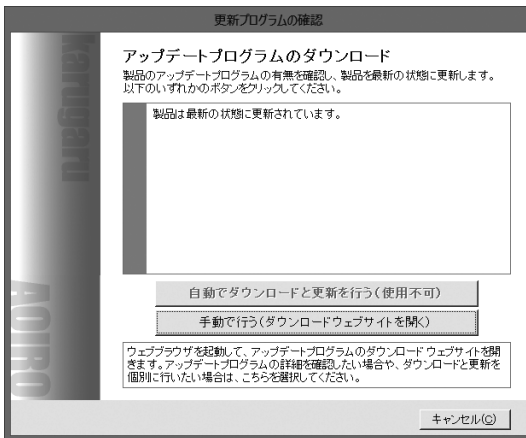 更新プログラムの確認
karugaru
アップデートプログラムのダウンロード
製品のアップデートプログラムの有無を確認し、製品を最新の状態に更新します。
以下のいずれかのボタンをクリックしてください。
製品は最新の状態に更新されています。
自動でダウンロードと更新を行う(使用不可)
手動で行う(ダウンロードウェブサイトを開く)
AOIRO
ウェブブラウザを起動して、アップデートプログラムのダウンロード ウェブサイトを開
きます。アップデートプログラムの詳細を確認したい場合や、ダウンロードと更新を
個別に行いたい場合は、こちらを選択してください。
キャンセル(C)